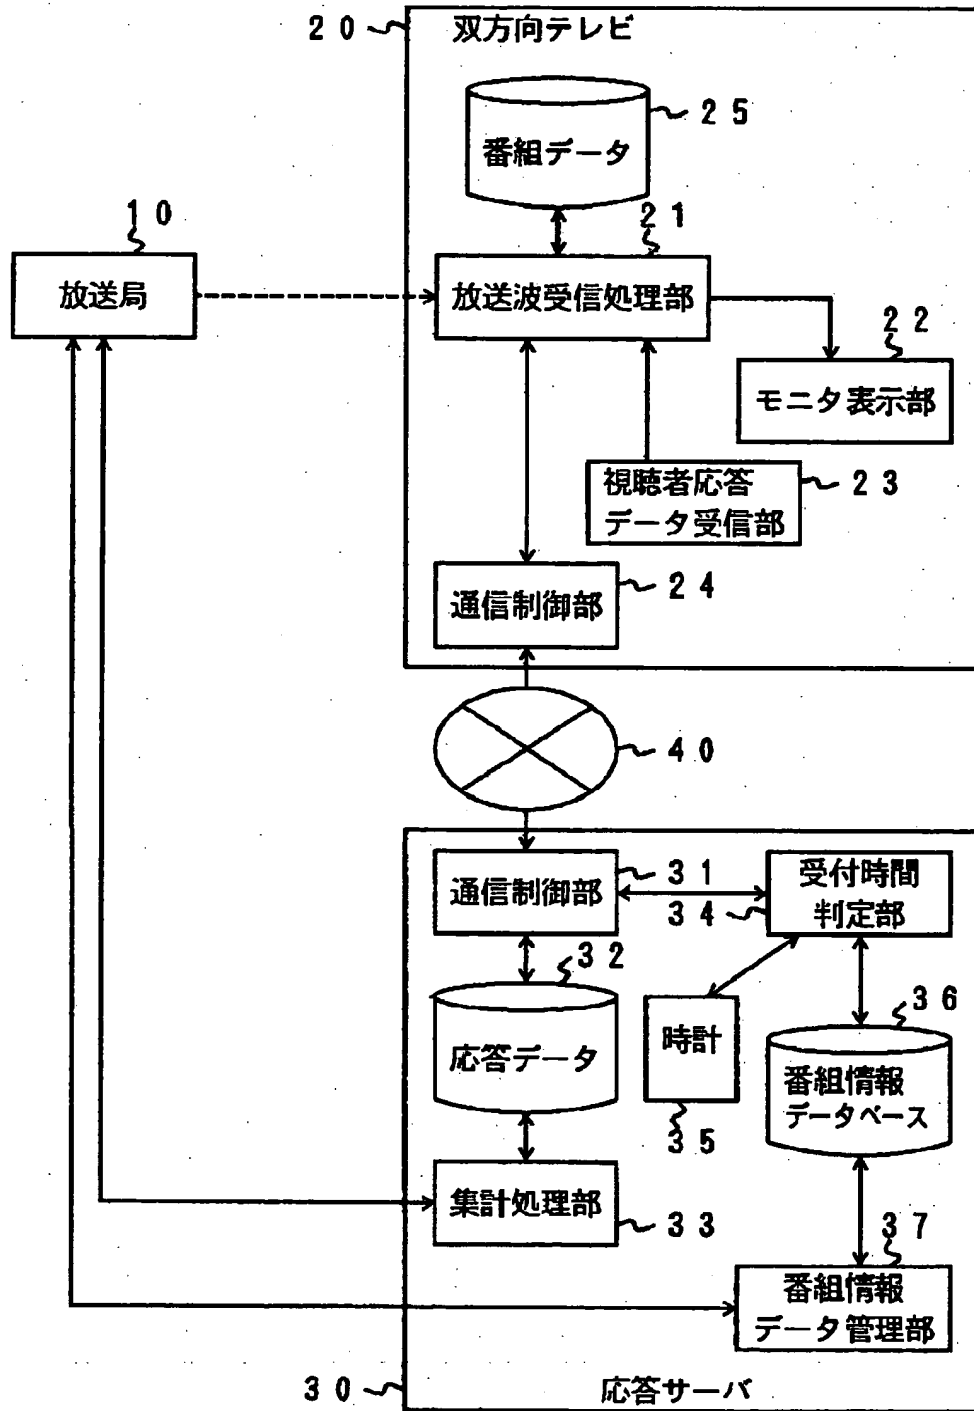 ２０
双方向テレビ
２５
番組データ
１０
２１
放送局
放送波受信処理部
２２
モニタ表示部
視聴者応答
データ受信部
２３
２４
通信制御部
４０
３１
通信制御部
３４
受付時間
判定部
３２
３６
時計
応答データ
番組情報
データベース
３５
集計処理部
３３
３７
番組情報
データ管理部
３０
応答サーバ